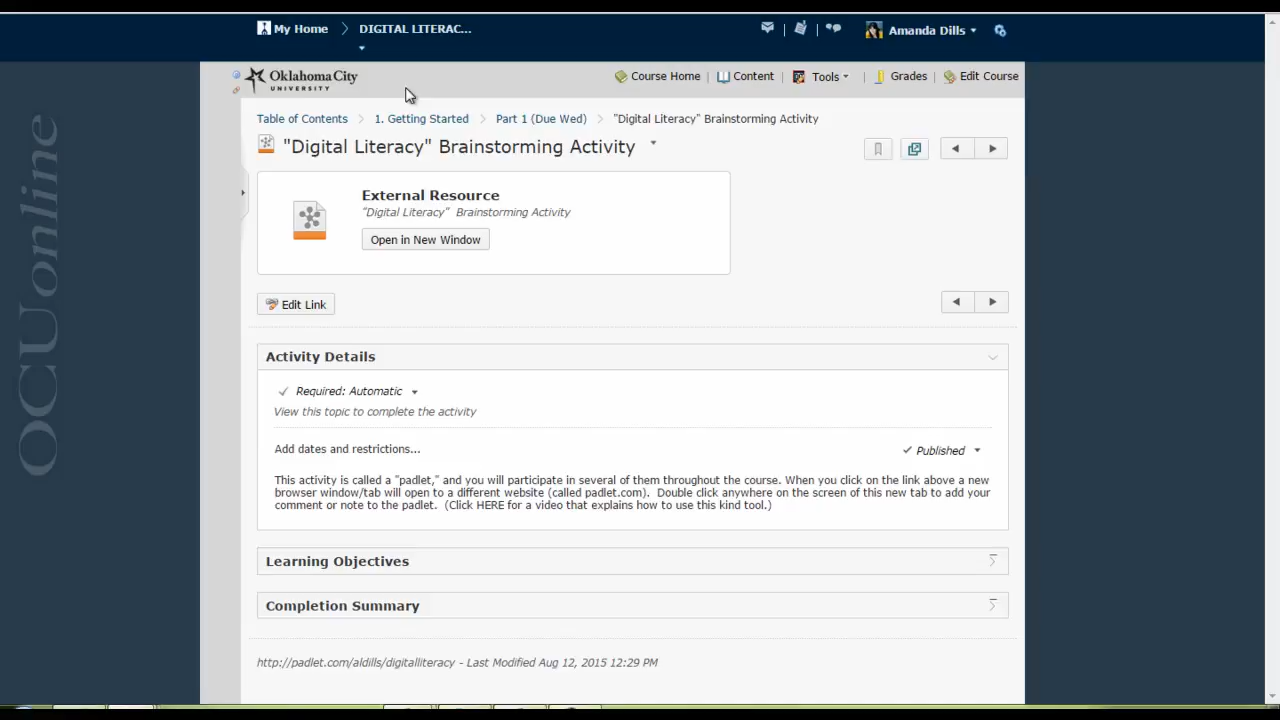 My Home
DIGITAL LITERAC...
Amanda Dills
Oklahoma City
UNIVERSITY
Course Home
Content
Tools
Grades
Edit Course
Table of Contents
1. Getting Started
Part 1 (Due Wed)
"Digital Literacy" Brainstorming Activity
"Digital Literacy" Brainstorming Activity
External Resource
"Digital Literacy" Brainstorming Activity
Open in New Window
Edit Link
Activity Details
Required: Automatic
View this topic to complete the activity
Add dates and restrictions...
Published
This activity is called a "padlet," and you will participate in several of them throughout the course. When you click on the link above a new
browser window/tab will open to a different website (called padlet.com). Double click anywhere on the screen of this new tab to add your
comment or note to the padlet. (Click HERE for a video that explains how to use this kind tool.)
Learning Objectives
Completion Summary
http://padlet.com/aldills/digitalliteracy - Last Modified Aug 12, 2015 12:29 PM
OCUonline